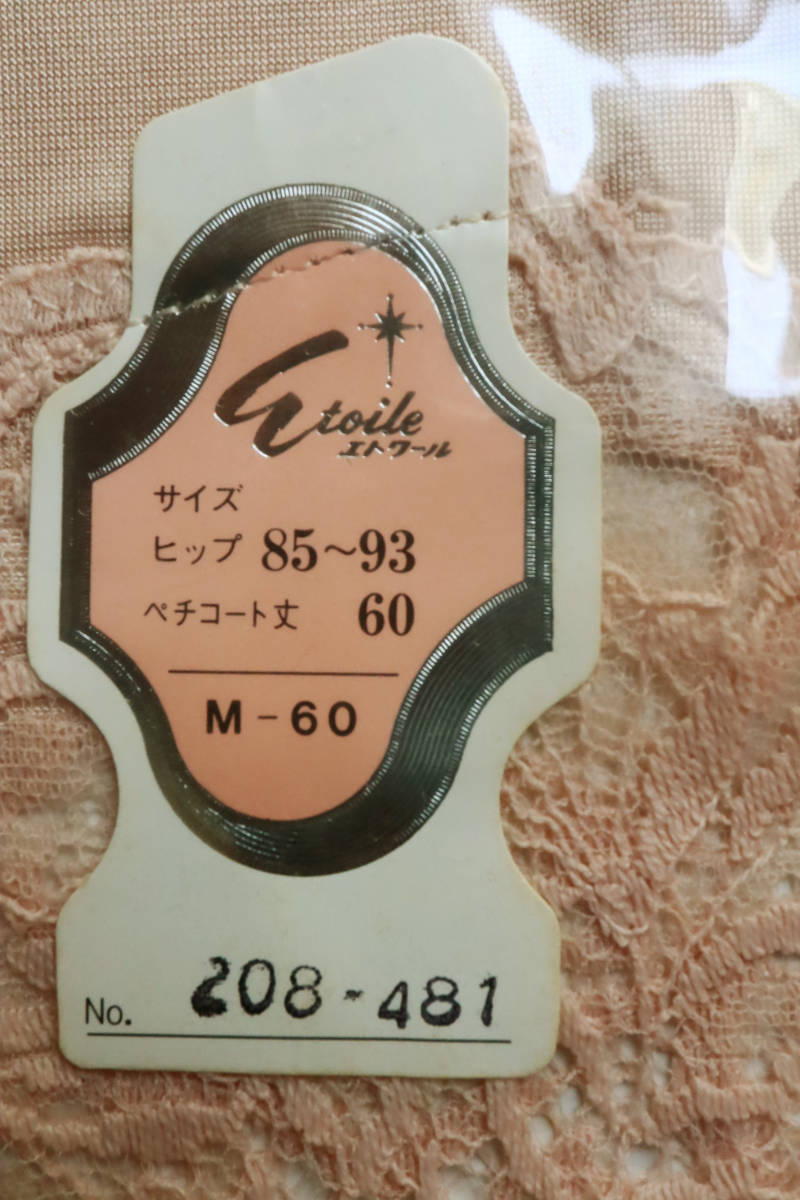 Etoile
エトワール
サイズ
ヒップ 85〜93
ペチコート丈 60
M-60
No. 208-481